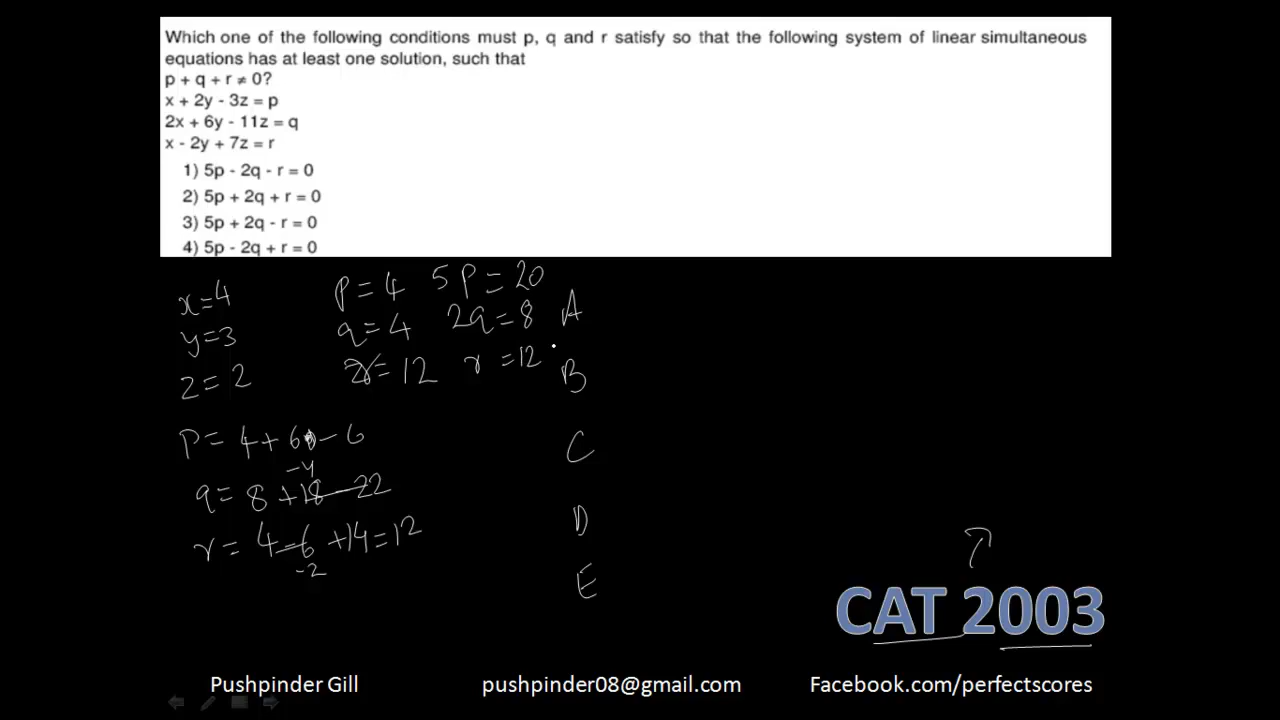 Which one of the following conditions must p, q and r satisfy so that the following system of linear simultaneous
equations has at least one solution, such that
p + q + r ≠ 0?
x + 2y - 3z = p
2x + 6y - 11z = q
x - 2y + 7z = r
1) 5p - 2q - r = 0
2) 5p + 2q + r = 0
3) 5p + 2q - r = 0
4) 5p - 2q + r = 0
x=4
y=3
z=2
p=4 5p=20
q=4 2q=8
r=12 r=12
A
B
C
D
E
p=4+6-6
-4
q=8+18-22
r=4-6+14=12
-2
CAT 2003
Pushpinder Gill pushpinder08@gmail.com Facebook.com/perfectscores